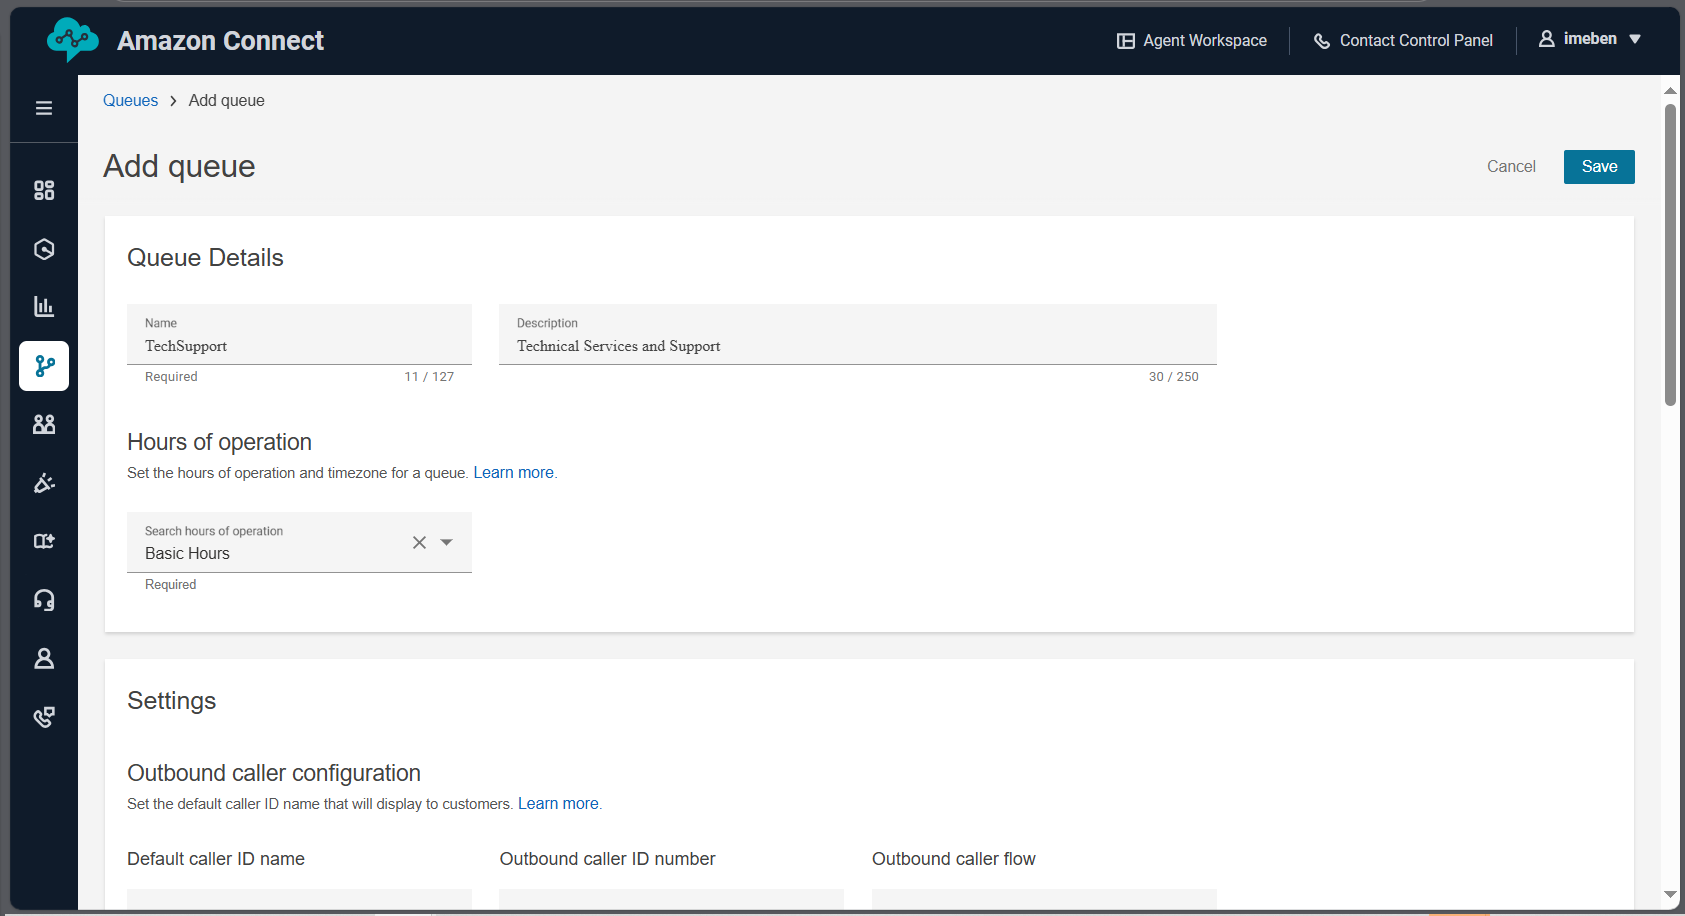 Amazon Connect
Agent Workspace
Contact Control Panel
imeben
Queues > Add queue
Add queue
Cancel
Save
Queue Details
Name
TechSupport
Required
11 / 127
Description
Technical Services and Support
30 / 250
Hours of operation
Set the hours of operation and timezone for a queue. Learn more.
Search hours of operation
Basic Hours
Required
Settings
Outbound caller configuration
Set the default caller ID name that will display to customers. Learn more.
Default caller ID name
Outbound caller ID number
Outbound caller flow